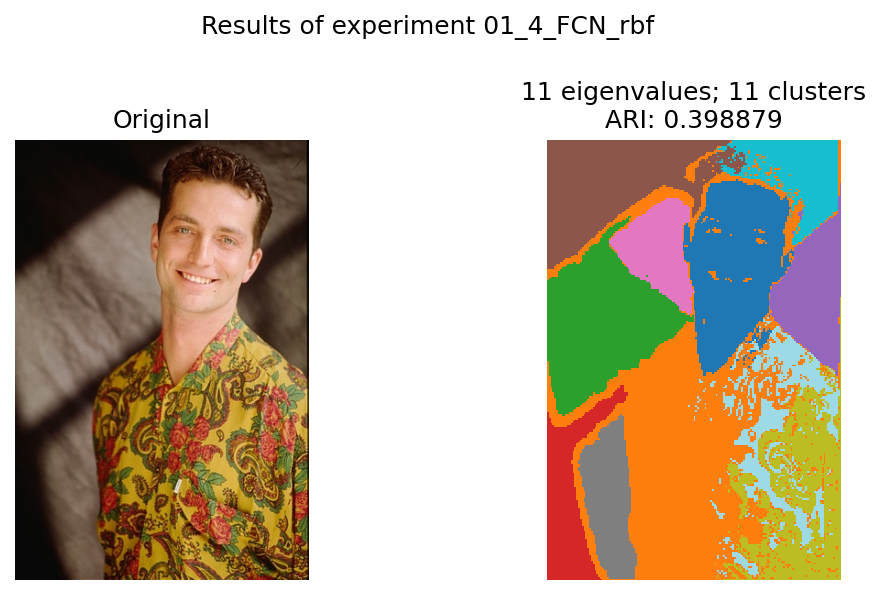 Results of experiment 01_4_FCN_rbf
Original
11 eigenvalues; 11 clusters
ARI: 0.398879